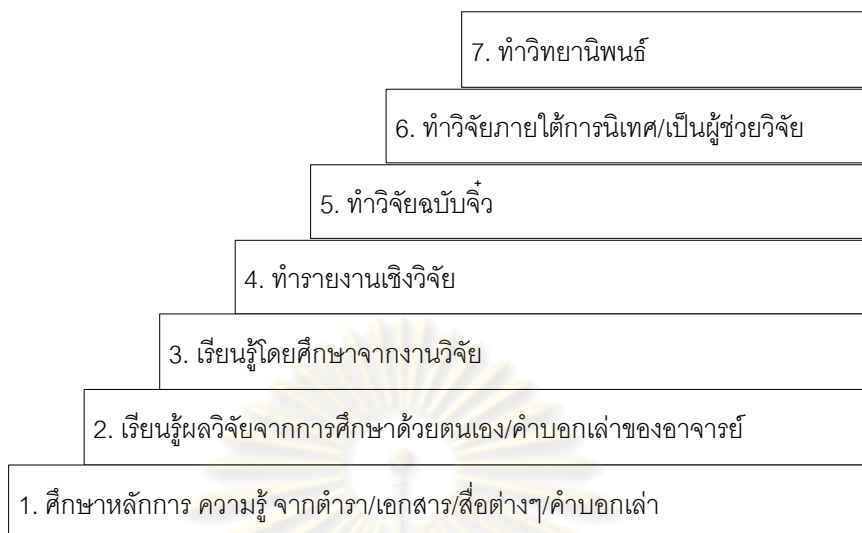 7. ทำวิทยานิพนธ์
6. ทำวิจัยภายใต้การนิเทศ/เป็นผู้ช่วยวิจัย
5. ทำวิจัยฉบับจิ๋ว
4. ทำรายงานเชิงวิจัย
3. เรียนรู้โดยศึกษาจากงานวิจัย
2. เรียนรู้ผลวิจัยจากการศึกษาด้วยตนเอง/คำบอกเล่าของอาจารย์
1. ศึกษาหลักการ ความรู้ จากตำรา/เอกสาร/สื่อต่างๆ/คำบอกเล่า